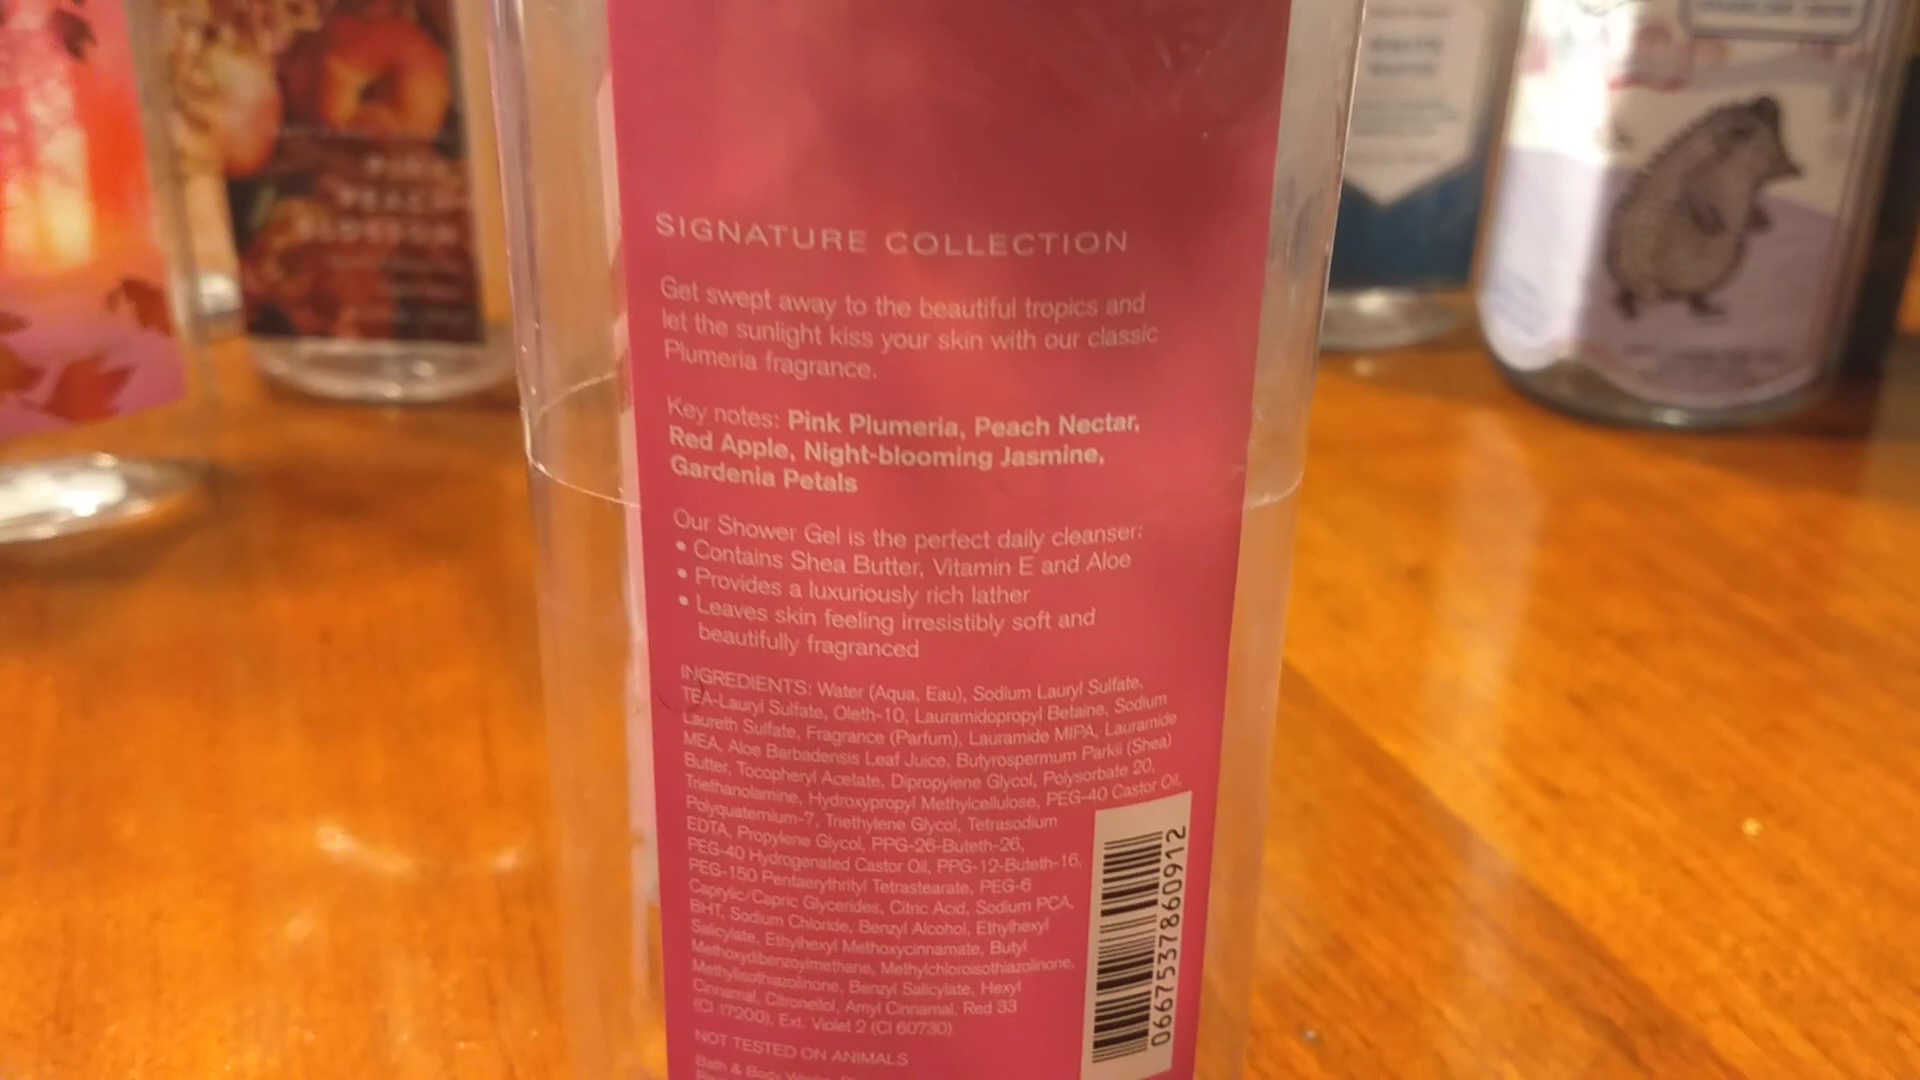 SIGNATURE COLLECTION
Get swept away to the beautiful tropics and
let the sunlight kiss your skin with our classic
Plumeria fragrance.
Key notes: Pink Plumeria, Peach Nectar,
Red Apple, Night-blooming Jasmine,
Gardenia Petals
Our Shower Gel is the perfect daily cleanser:
• Contains Shea Butter, Vitamin E and Aloe
• Provides a luxuriously rich lather
• Leaves skin feeling irresistibly soft and
beautifully fragranced
INGREDIENTS: Water (Aqua, Eau), Sodium Lauryl Sulfate,
TEA-Lauryl Sulfate, Oleth-10, Lauramidopropyl Betaine, Sodium
Laureth Sulfate, Fragrance (Parfum), Lauramide MIPA, Lauramide
MEA, Aloe Barbadensis Leaf Juice, Butyrospermum Parkii (Shea)
Butter, Tocopheryl Acetate, Dipropylene Glycol, Polysorbate 20,
Triethanolamine, Hydroxypropyl Methylcellulose, PEG-40 Castor Oil,
Polyquaternium-7, Triethylene Glycol, Tetrasodium
EDTA, Propylene Glycol, PPG-26-Buteth-26,
PEG-40 Hydrogenated Castor Oil, PPG-12-Buteth-16,
PEG-150 Pentaerythrityl Tetrastearate, PEG-6
Caprylic/Capric Glycerides, Citric Acid, Sodium PCA,
BHT, Sodium Chloride, Benzyl Alcohol, Ethylhexyl
Salicylate, Ethylhexyl Methoxycinnamate, Butyl
Methoxydibenzoylmethane, Methylchloroisothiazolinone,
Methylisothiazolinone, Benzyl Salicylate, Hexyl
Cinnamal, Citronellol, Amyl Cinnamal, Red 33
(CI 17200), Ext. Violet 2 (CI 60730).
NOT TESTED ON ANIMALS
Bath & Body Works
0667537860912
PINK
PEACH
BLOSSOM